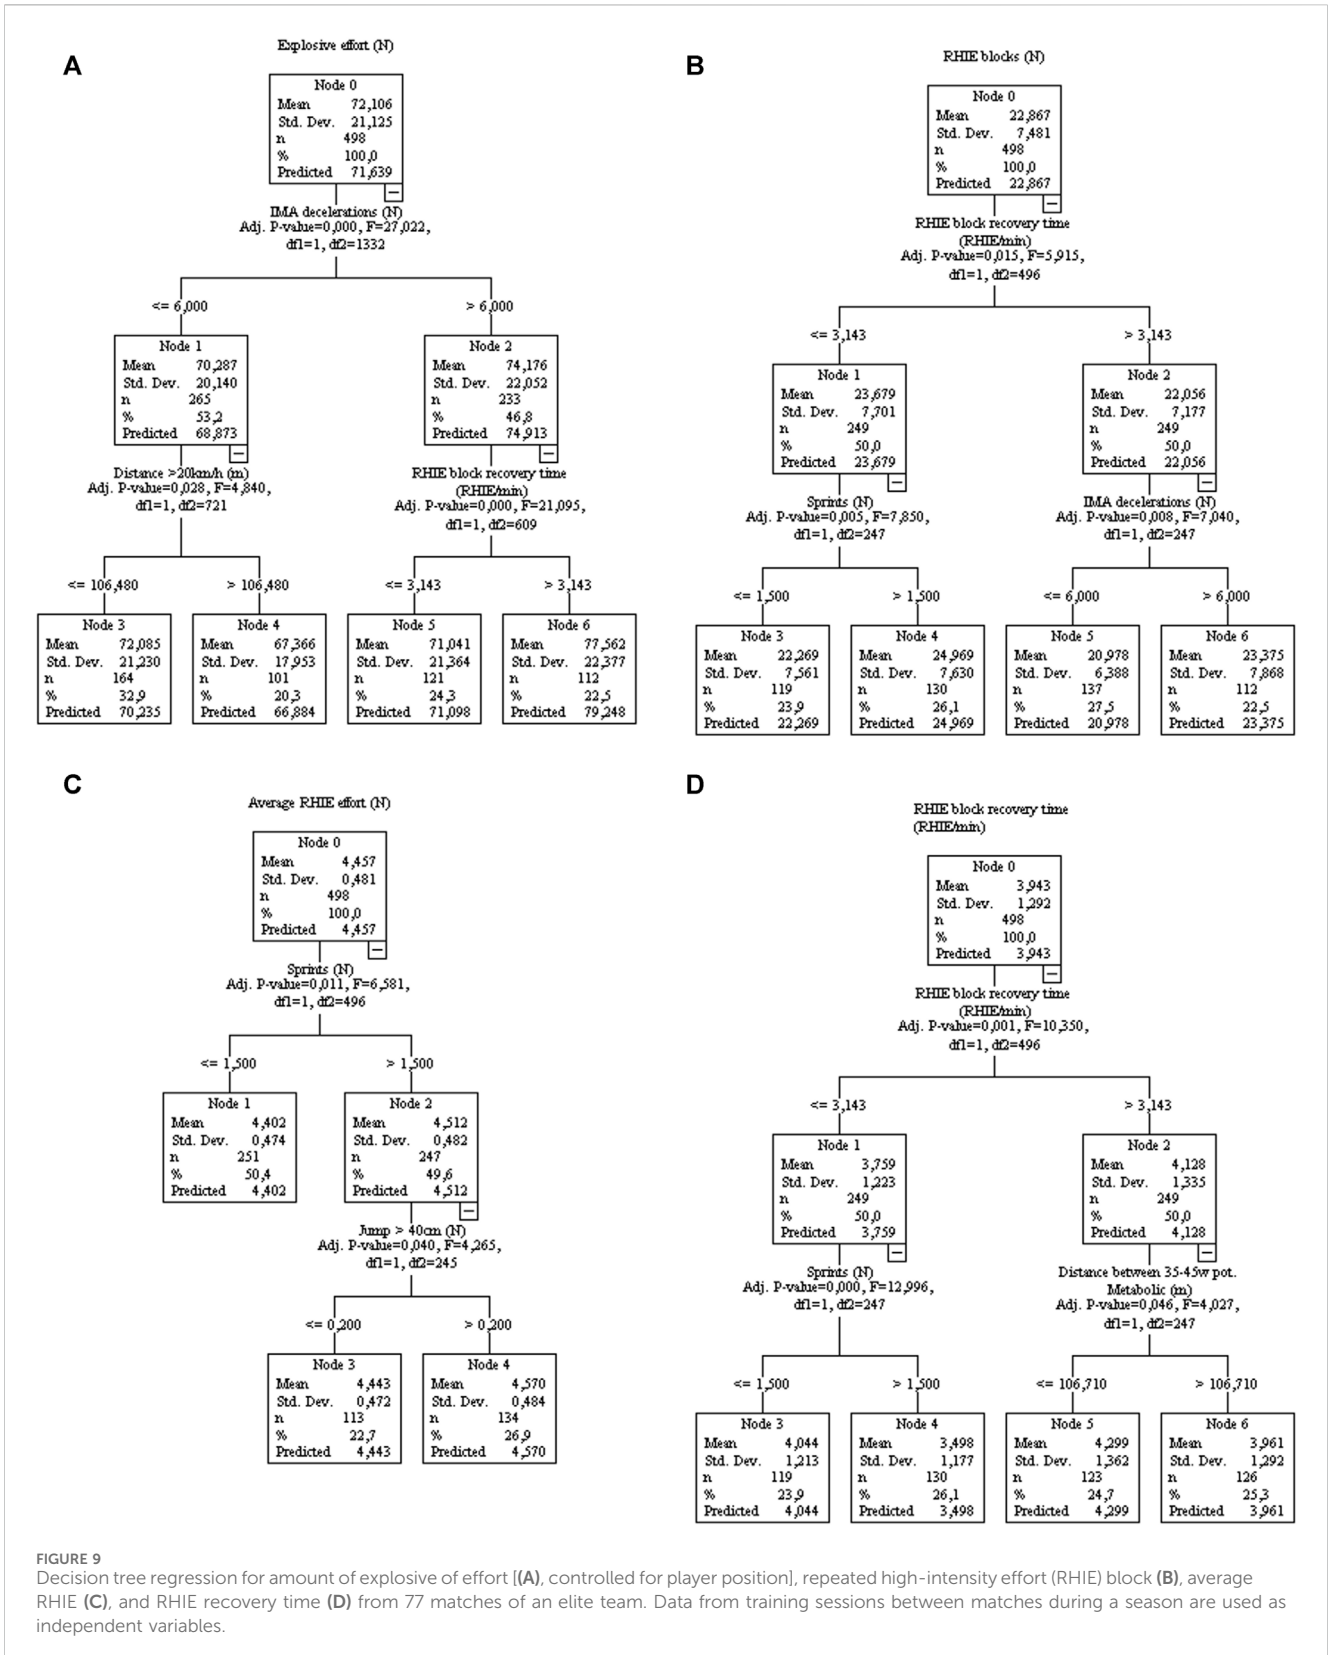 A
Explosive effort (N)
Node 0
Mean 72,106
Std. Dev. 21,125
n 498
% 100,0
Predicted 71,639
IMA decelerations (N)
Adj. P-value=0,000, F=27,022,
df1=1, df2=1332
<= 6,000
> 6,000
Node 1
Mean 70,287
Std. Dev. 20,140
n 265
% 53,2
Predicted 68,873
Node 2
Mean 74,176
Std. Dev. 22,052
n 233
% 46,8
Predicted 74,913
Distance >20km/h (m)
Adj. P-value=0,028, F=4,840,
df1=1, df2=721
RHIE block recovery time
(RHIE/min)
Adj. P-value=0,000, F=21,095,
df1=1, df2=609
<= 106,480
> 106,480
<= 3,143
> 3,143
Node 3
Mean 72,085
Std. Dev. 21,230
n 164
% 32,9
Predicted 70,235
Node 4
Mean 67,366
Std. Dev. 17,953
n 101
% 20,3
Predicted 66,884
Node 5
Mean 71,041
Std. Dev. 21,364
n 121
% 24,3
Predicted 71,098
Node 6
Mean 77,562
Std. Dev. 22,377
n 112
% 22,5
Predicted 79,248
B
RHIE blocks (N)
Node 0
Mean 22,867
Std. Dev. 7,481
n 498
% 100,0
Predicted 22,867
RHIE block recovery time
(RHIE/min)
Adj. P-value=0,015, F=5,915,
df1=1, df2=496
<= 3,143
> 3,143
Node 1
Mean 23,679
Std. Dev. 7,701
n 249
% 50,0
Predicted 23,679
Node 2
Mean 22,056
Std. Dev. 7,177
n 249
% 50,0
Predicted 22,056
Sprints (N)
Adj. P-value=0,005, F=7,850,
df1=1, df2=247
IMA decelerations (N)
Adj. P-value=0,008, F=7,040,
df1=1, df2=247
<= 1,500
> 1,500
<= 6,000
> 6,000
Node 3
Mean 22,269
Std. Dev. 7,561
n 119
% 23,9
Predicted 22,269
Node 4
Mean 24,969
Std. Dev. 7,630
n 130
% 26,1
Predicted 24,969
Node 5
Mean 20,978
Std. Dev. 6,388
n 137
% 27,5
Predicted 20,978
Node 6
Mean 23,375
Std. Dev. 7,868
n 112
% 22,5
Predicted 23,375
C
Average RHIE effort (N)
Node 0
Mean 4,457
Std. Dev. 0,481
n 498
% 100,0
Predicted 4,457
Sprints (N)
Adj. P-value=0,011, F=6,581,
df1=1, df2=496
<= 1,500
> 1,500
Node 1
Mean 4,402
Std. Dev. 0,474
n 251
% 50,4
Predicted 4,402
Node 2
Mean 4,512
Std. Dev. 0,482
n 247
% 49,6
Predicted 4,512
Jump > 40cm (N)
Adj. P-value=0,040, F=4,265,
df1=1, df2=245
<= 0,200
> 0,200
Node 3
Mean 4,443
Std. Dev. 0,472
n 113
% 22,7
Predicted 4,443
Node 4
Mean 4,570
Std. Dev. 0,484
n 134
% 26,9
Predicted 4,570
D
RHIE block recovery time
(RHIE/min)
Node 0
Mean 3,943
Std. Dev. 1,292
n 498
% 100,0
Predicted 3,943
RHIE block recovery time
(RHIE/min)
Adj. P-value=0,001, F=10,350,
df1=1, df2=496
<= 3,143
> 3,143
Node 1
Mean 3,759
Std. Dev. 1,223
n 249
% 50,0
Predicted 3,759
Node 2
Mean 4,128
Std. Dev. 1,335
n 249
% 50,0
Predicted 4,128
Sprints (N)
Adj. P-value=0,000, F=12,996,
df1=1, df2=247
Distance between 35-45w pot.
Metabolic (m)
Adj. P-value=0,046, F=4,027,
df1=1, df2=247
<= 1,500
> 1,500
<= 106,710
> 106,710
Node 3
Mean 4,044
Std. Dev. 1,213
n 119
% 23,9
Predicted 4,044
Node 4
Mean 3,498
Std. Dev. 1,177
n 130
% 26,1
Predicted 3,498
Node 5
Mean 4,299
Std. Dev. 1,362
n 123
% 24,7
Predicted 4,299
Node 6
Mean 3,961
Std. Dev. 1,292
n 126
% 25,3
Predicted 3,961
FIGURE 9
Decision tree regression for amount of explosive of effort [(A), controlled for player position], repeated high-intensity effort (RHIE) block (B), average
RHIE (C), and RHIE recovery time (D) from 77 matches of an elite team. Data from training sessions between matches during a season are used as
independent variables.